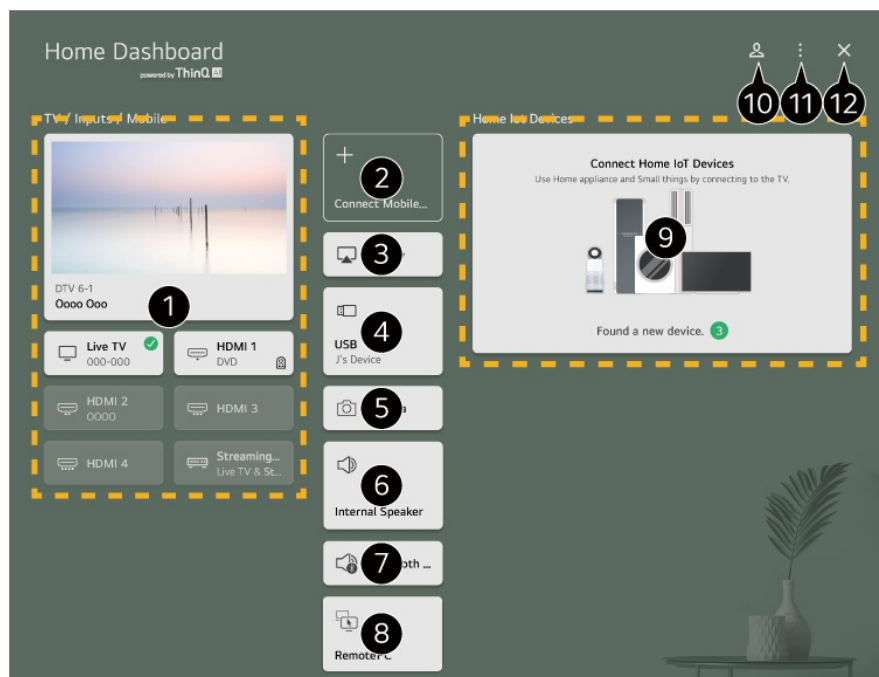 Home Dashboard
powered by ThinQ AI
10 11 12
TV / Inputs / Mobile
Home Iot Devices
DTV 6-1
Oooo Ooo
1
Live TV
000-000
HDMI 1
DVD
HDMI 2
OOOO
HDMI 3
HDMI 4
Streaming...
Live TV & St...
2
Connect Mobile...
3
4
USB
J's Device
5
6
Internal Speaker
7
8
Connect Home IoT Devices
Use Home appliance and Small things by connecting to the TV.
9
Found a new device. 3